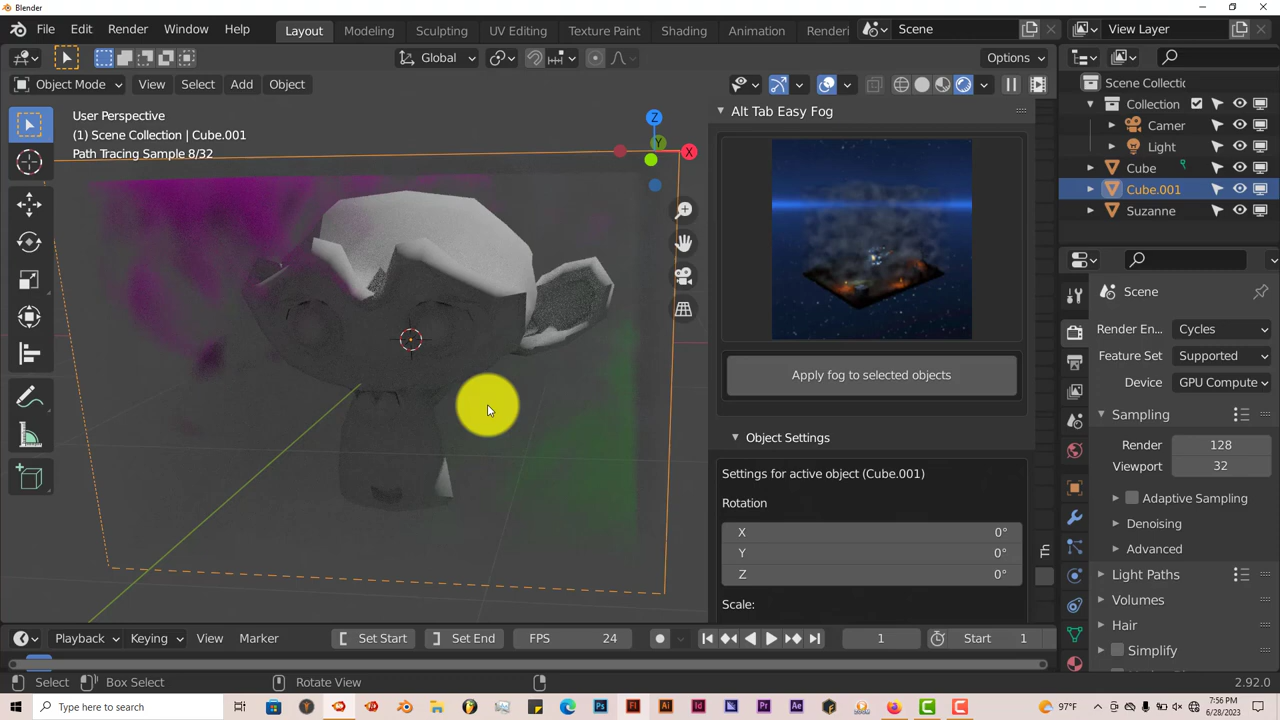 Blender
File Edit Render Window Help
Layout Modeling Sculpting UV Editing Texture Paint Shading Animation Renderi
Scene
View Layer
Global
Options
Object Mode View Select Add Object
User Perspective
(1) Scene Collection | Cube.001
Path Tracing Sample 8/32
Z
Y
X
Alt Tab Easy Fog
Apply fog to selected objects
Object Settings
Settings for active object (Cube.001)
Rotation
X 0°
Y 0°
Z 0°
Scale:
Scene Collectic
Collection
Camer
Light
Cube
Cube.001
Suzanne
Scene
Render En... Cycles
Feature Set Supported
Device GPU Compute
Sampling
Render 128
Viewport 32
Adaptive Sampling
Denoising
Advanced
Light Paths
Volumes
Hair
Simplify
Playback Keying View Marker
Set Start
Set End
FPS 24
1
Start 1
Select Box Select Rotate View
2.92.0
Type here to search
97°F
7:56 PM
6/28/2023